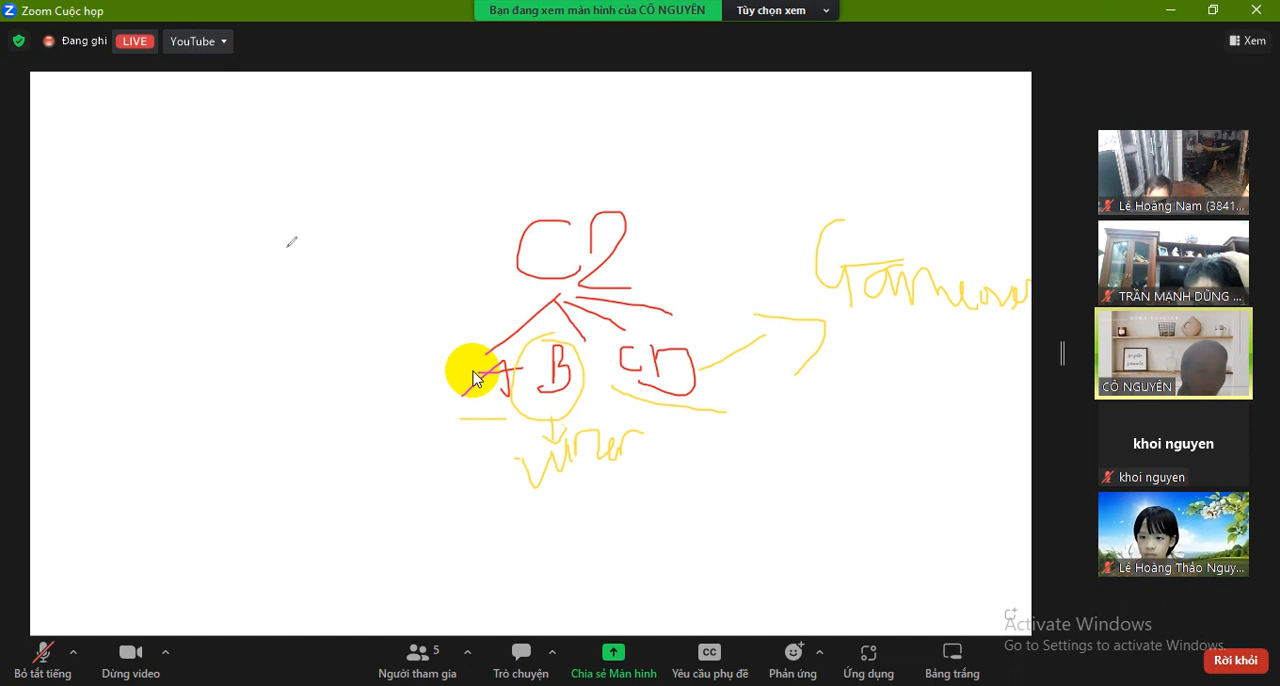 Zoom Cuộc họp
Bạn đang xem màn hình của CÔ NGUYÊN
Tùy chọn xem
Đang ghi
LIVE
YouTube
Xem
C2
A B C D
Gameover
Lê Hoàng Nam (3841...
TRẦN MẠNH DŨNG ...
CÔ NGUYÊN
khoi nguyen
khoi nguyen
Lê Hoàng Thảo Nguy...
Activate Windows
Go to Settings to activate Windows.
Bỏ tắt tiếng
Dừng video
5
Người tham gia
Trò chuyện
Chia sẻ Màn hình
CC
Yêu cầu phụ đề
Phản ứng
Ứng dụng
Bảng trắng
Rời khỏi